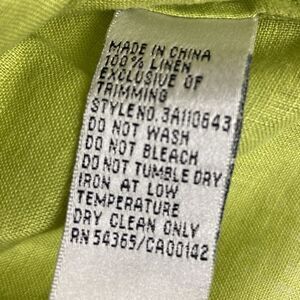 MADE IN CHINA
100% LINEN
EXCLUSIVE OF
TRIMMING
STYLE NO. 3A110643
DO NOT WASH
DO NOT BLEACH
DO NOT TUMBLE DRY
IRON AT LOW
TEMPERATURE
DRY CLEAN ONLY
RN 54365/CA00142